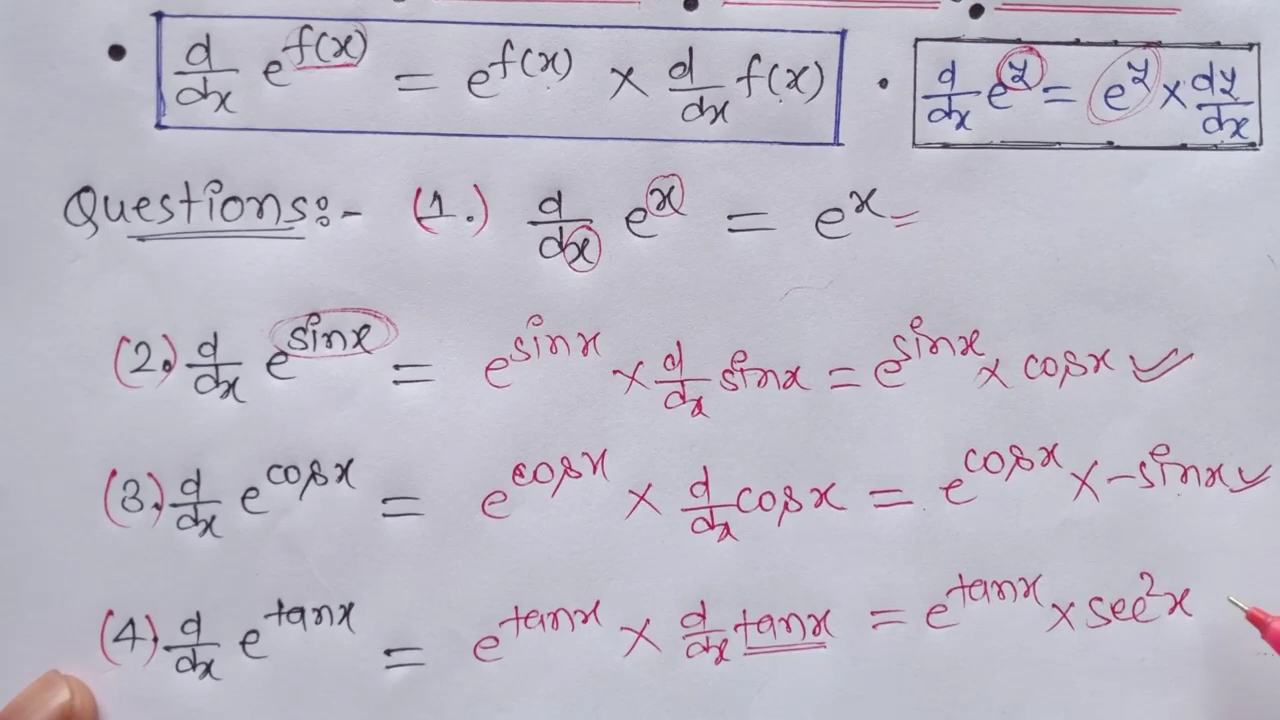 • d/dx e^f(x) = e^f(x) × d/dx f(x) • d/dx e^y = e^y × dy/dx
Questions:- (1.) d/dx e^x = e^x =
(2.) d/dx e^sinx = e^sinx × d/dx sinx = e^sinx × cosx ✓
(3.) d/dx e^cosx = e^cosx × d/dx cosx = e^cosx × -sinx ✓
(4.) d/dx e^tanx = e^tanx × d/dx tanx = e^tanx × sec²x